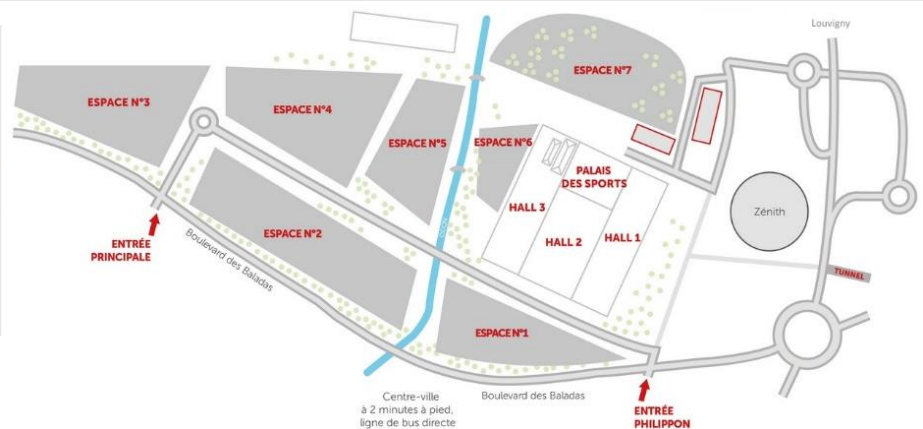 Louvigny
ESPACE N°7
ESPACE N°3
ESPACE N°4
ESPACE N°5
ESPACE N°6
PALAIS
DES SPORTS
HALL 3
HALL 2
HALL 1
Zénith
ESPACE N°2
ENTRÉE
PRINCIPALE
Boulevard des Baladas
TUNNEL
ESPACE N°1
Centre-ville
à 2 minutes à pied,
ligne de bus directe
Boulevard des Baladas
ENTRÉE
PHILIPPON